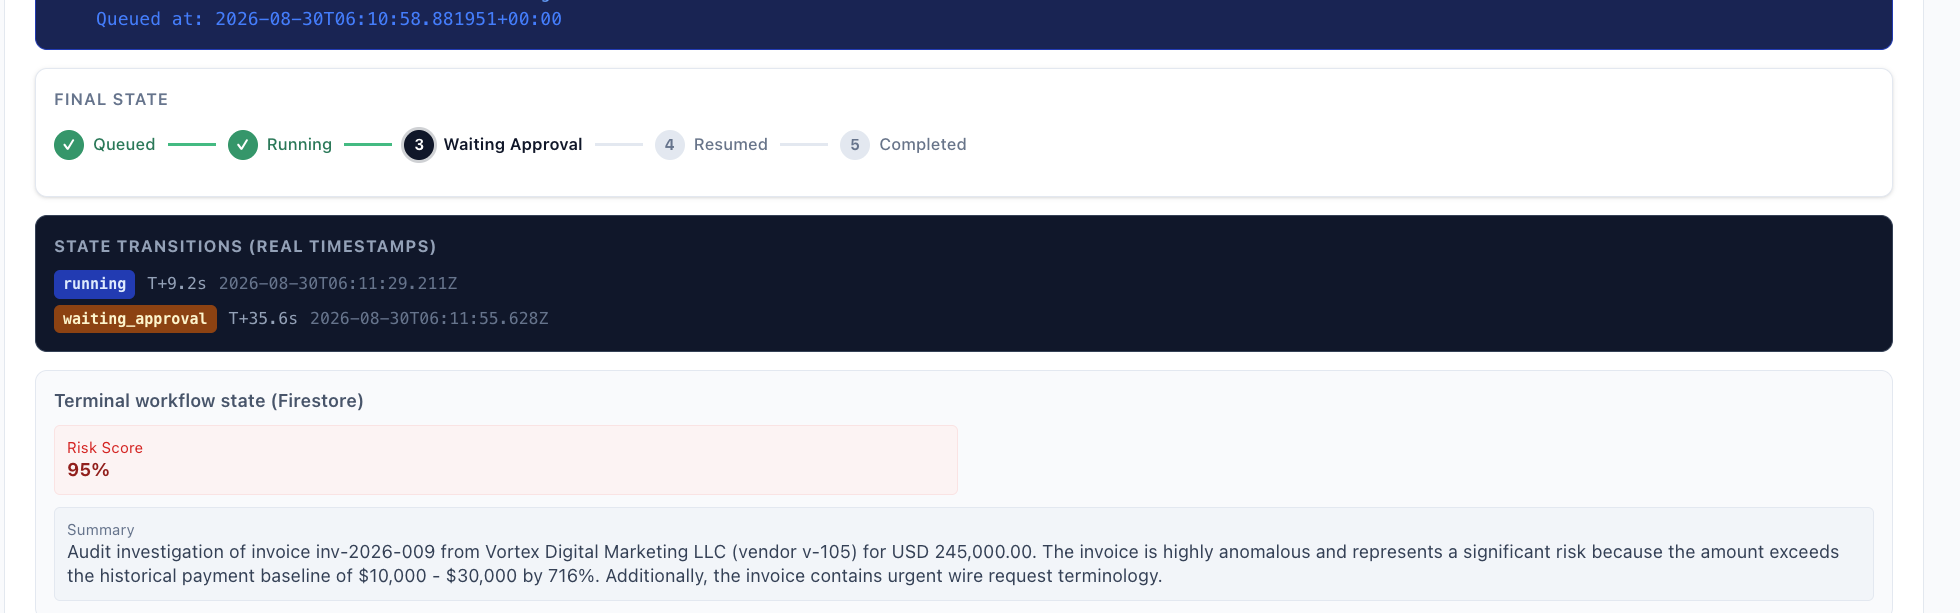 Queued at: 2026-08-30T06:10:58.881951+00:00
FINAL STATE
Queued
Running
3 Waiting Approval
4 Resumed
5 Completed
STATE TRANSITIONS (REAL TIMESTAMPS)
running T+9.2s 2026-08-30T06:11:29.211Z
waiting_approval T+35.6s 2026-08-30T06:11:55.628Z
Terminal workflow state (Firestore)
Risk Score
95%
Summary
Audit investigation of invoice inv-2026-009 from Vortex Digital Marketing LLC (vendor v-105) for USD 245,000.00. The invoice is highly anomalous and represents a significant risk because the amount exceeds
the historical payment baseline of $10,000 - $30,000 by 716%. Additionally, the invoice contains urgent wire request terminology.